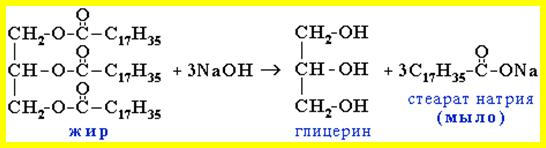 O
CH₂–O–C–C₁₇H₃₅
O
CH–O–C–C₁₇H₃₅
O
CH₂–O–C–C₁₇H₃₅
жир
+ 3NaOH →
CH₂–OH
CH – OH
CH₂–OH
глицерин
O
+ 3C₁₇H₃₅–C–ONa
стеарат натрия
(мыло)